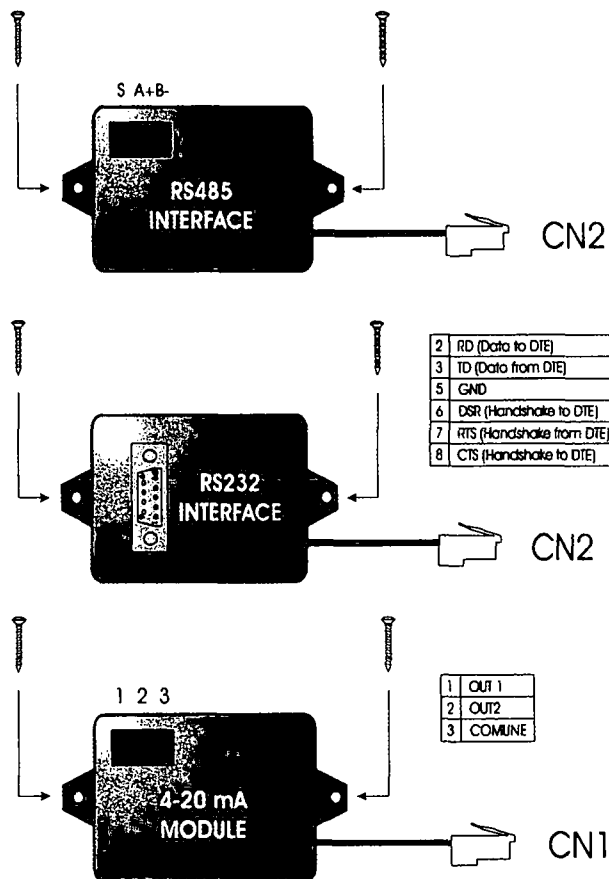 S A+B-
RS485
INTERFACE
CN2
2 RD (Data to DTE)
3 TD (Data from DTE)
5 GND
6 DSR (Handshake to DTE)
7 RTS (Handshake from DTE)
8 CTS (Handshake to DTE)
RS232
INTERFACE
CN2
1 2 3
1 OUT 1
2 OUT2
3 COMLINE
4-20 mA
MODULE
CN1